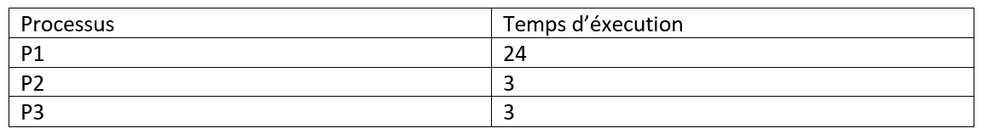 Processus Temps d’éxecution
P1 24
P2 3
P3 3